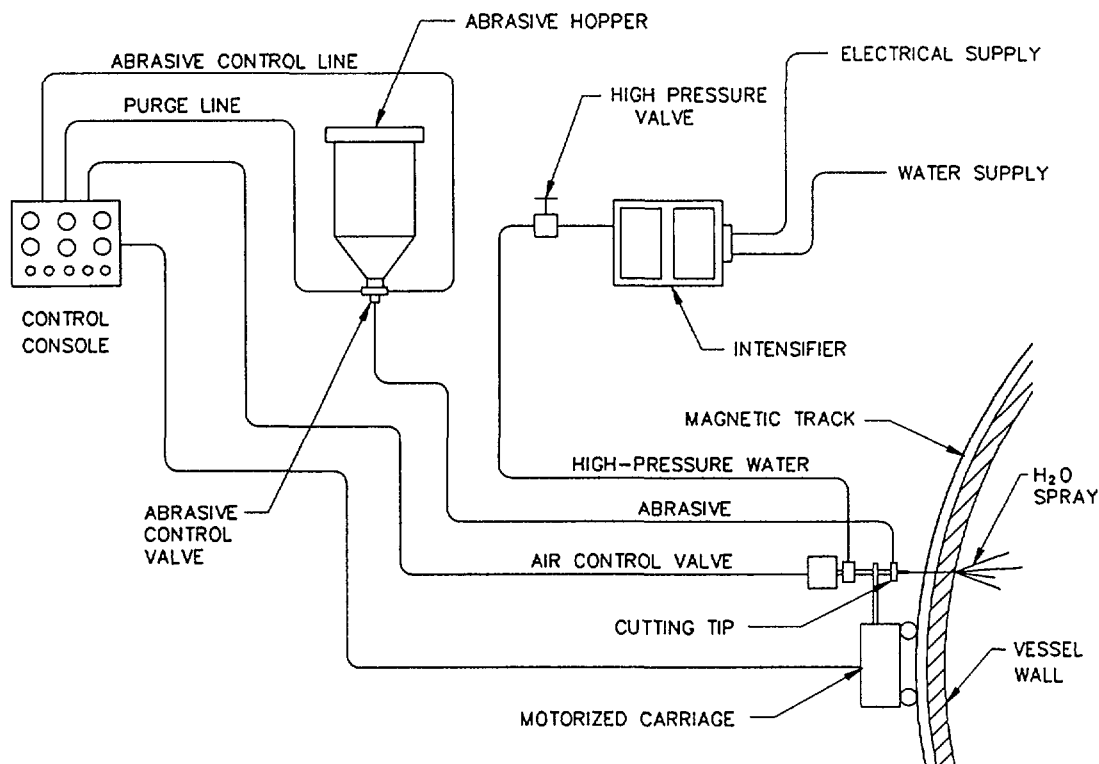 ABRASIVE HOPPER
ELECTRICAL SUPPLY
ABRASIVE CONTROL LINE
HIGH PRESSURE
VALVE
PURGE LINE
WATER SUPPLY
CONTROL
CONSOLE
INTENSIFIER
MAGNETIC TRACK
HIGH-PRESSURE WATER
H₂O
SPRAY
ABRASIVE
ABRASIVE
CONTROL
VALVE
AIR CONTROL VALVE
CUTTING TIP
VESSEL
WALL
MOTORIZED CARRIAGE